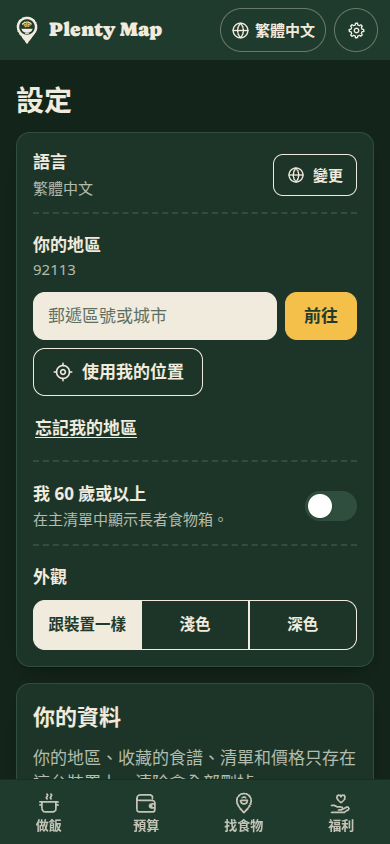 Plenty Map
繁體中文
設定
語言
繁體中文
變更
你的地區
92113
郵遞區號或城市
前往
使用我的位置
忘記我的地區
我 60 歲或以上
在主清單中顯示長者食物箱。
外觀
跟裝置一樣
淺色
深色
你的資料
你的地區、收藏的食譜、清單和價格只存在
做飯
預算
找食物
福利